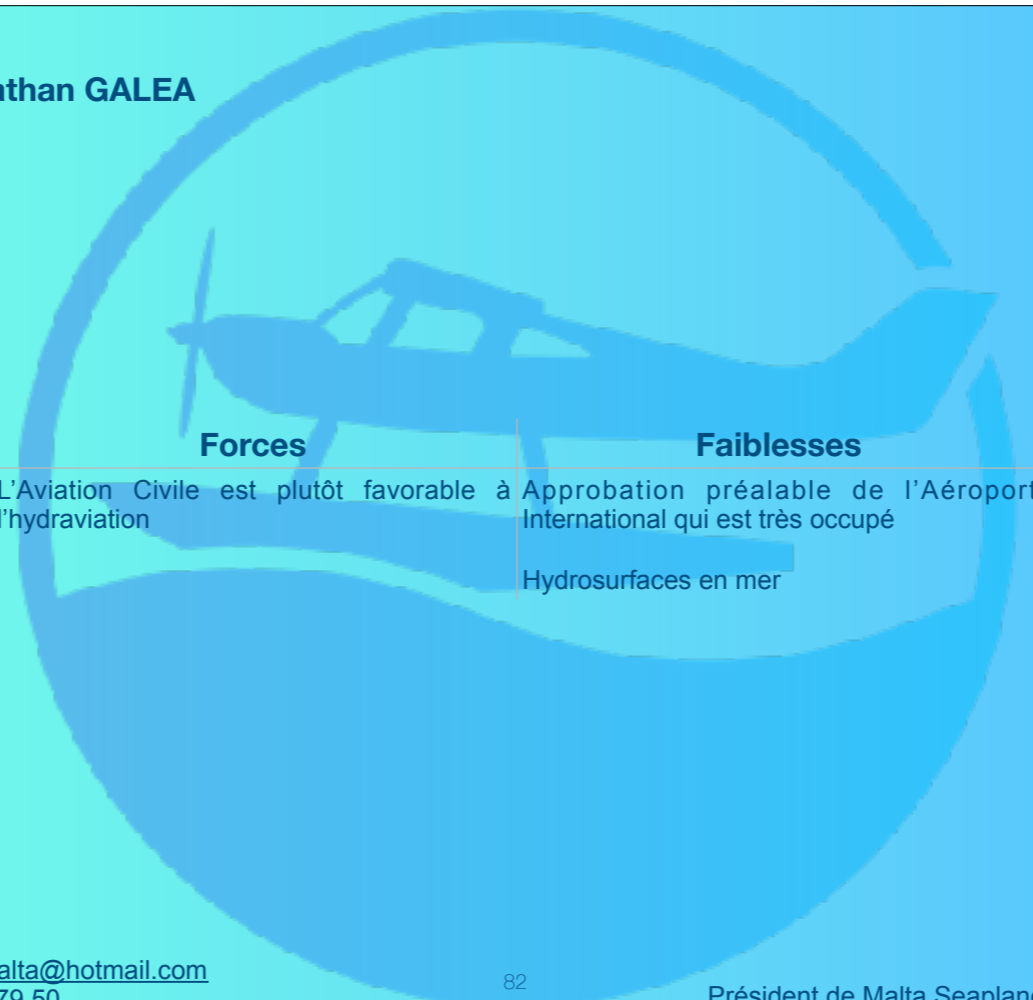 athan GALEA
Forces
Faiblesses
L'Aviation Civile est plutôt favorable à
l'hydraviation
Approbation préalable de l'Aéroport
International qui est très occupé
Hydrosurfaces en mer
alta@hotmail.com
79 50
82
Président de Malta Seaplane